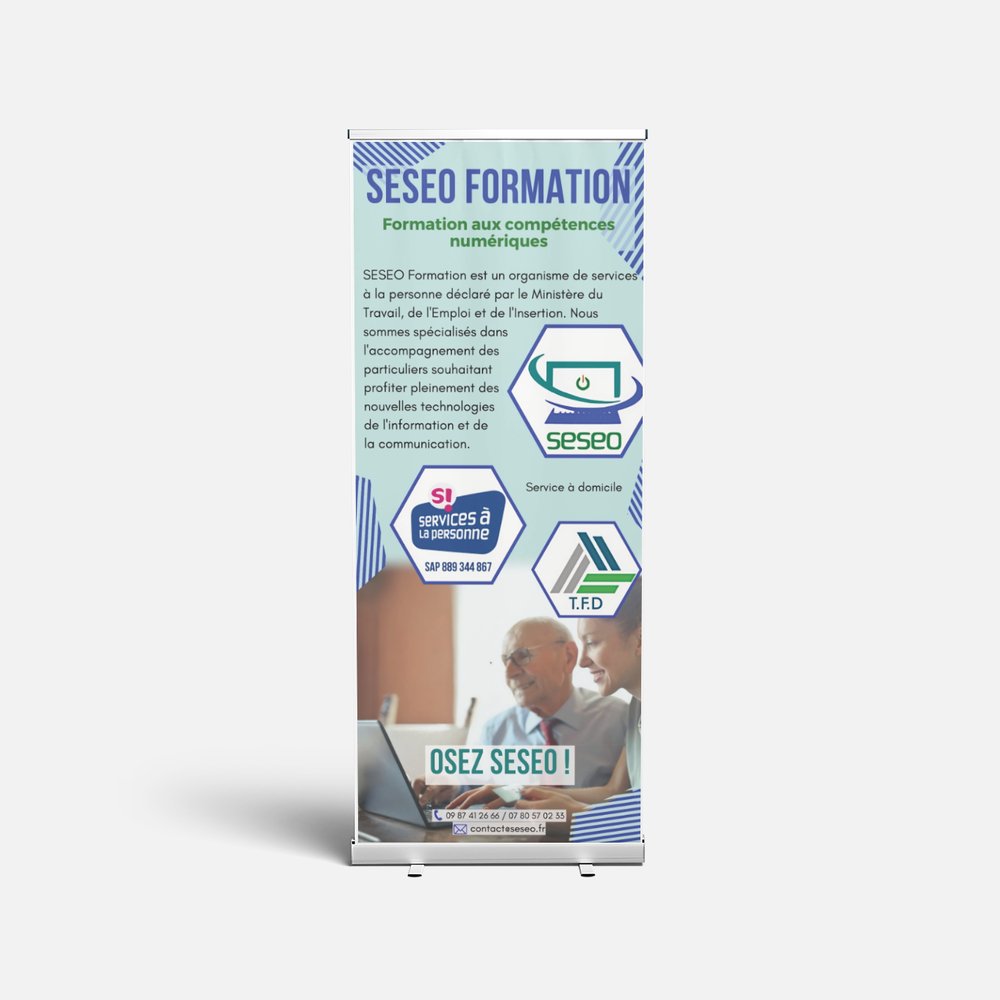 SESEO FORMATION
Formation aux compétences
numériques
SESEO Formation est un organisme de services
à la personne déclaré par le Ministère du
Travail, de l'Emploi et de l'Insertion. Nous
sommes spécialisés dans
l'accompagnement des
particuliers souhaitant
profiter pleinement des
nouvelles technologies
de l'information et de
la communication.
seseo
Service à domicile
S!
services à
la personne
SAP 889 344 867
T.F.D
OSEZ SESEO !
09 87 41 26 66 / 07 80 57 02 33
contact@seseo.fr